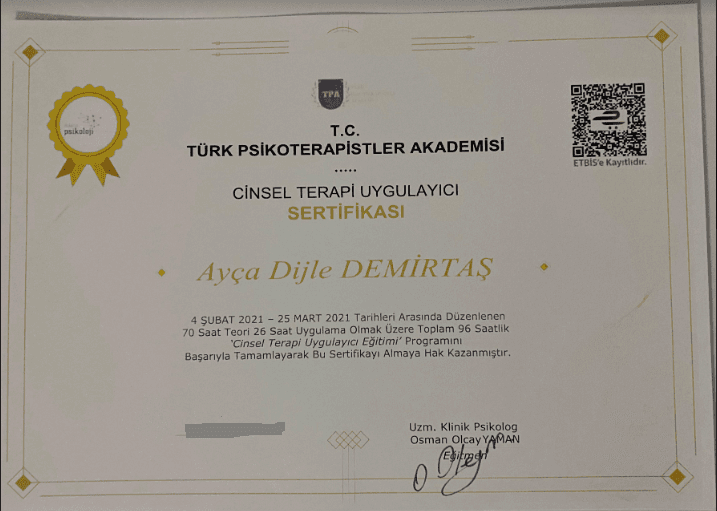 TPA
psikoloji
T.C.
TÜRK PSİKOTERAPİSTLER AKADEMİSİ
.....
ETBİS'e Kayıtlıdır.
CİNSEL TERAPİ UYGULAYICI
SERTİFİKASI
Ayça Dijle DEMİRTAŞ
4 ŞUBAT 2021 – 25 MART 2021 Tarihleri Arasında Düzenlenen
70 Saat Teori 26 Saat Uygulama Olmak Üzere Toplam 96 Saatlik
'Cinsel Terapi Uygulayıcı Eğitimi' Programını
Başarıyla Tamamlayarak Bu Sertifikayı Almaya Hak Kazanmıştır.
Uzm. Klinik Psikolog
Osman Olcay YAMAN
Eğitmen